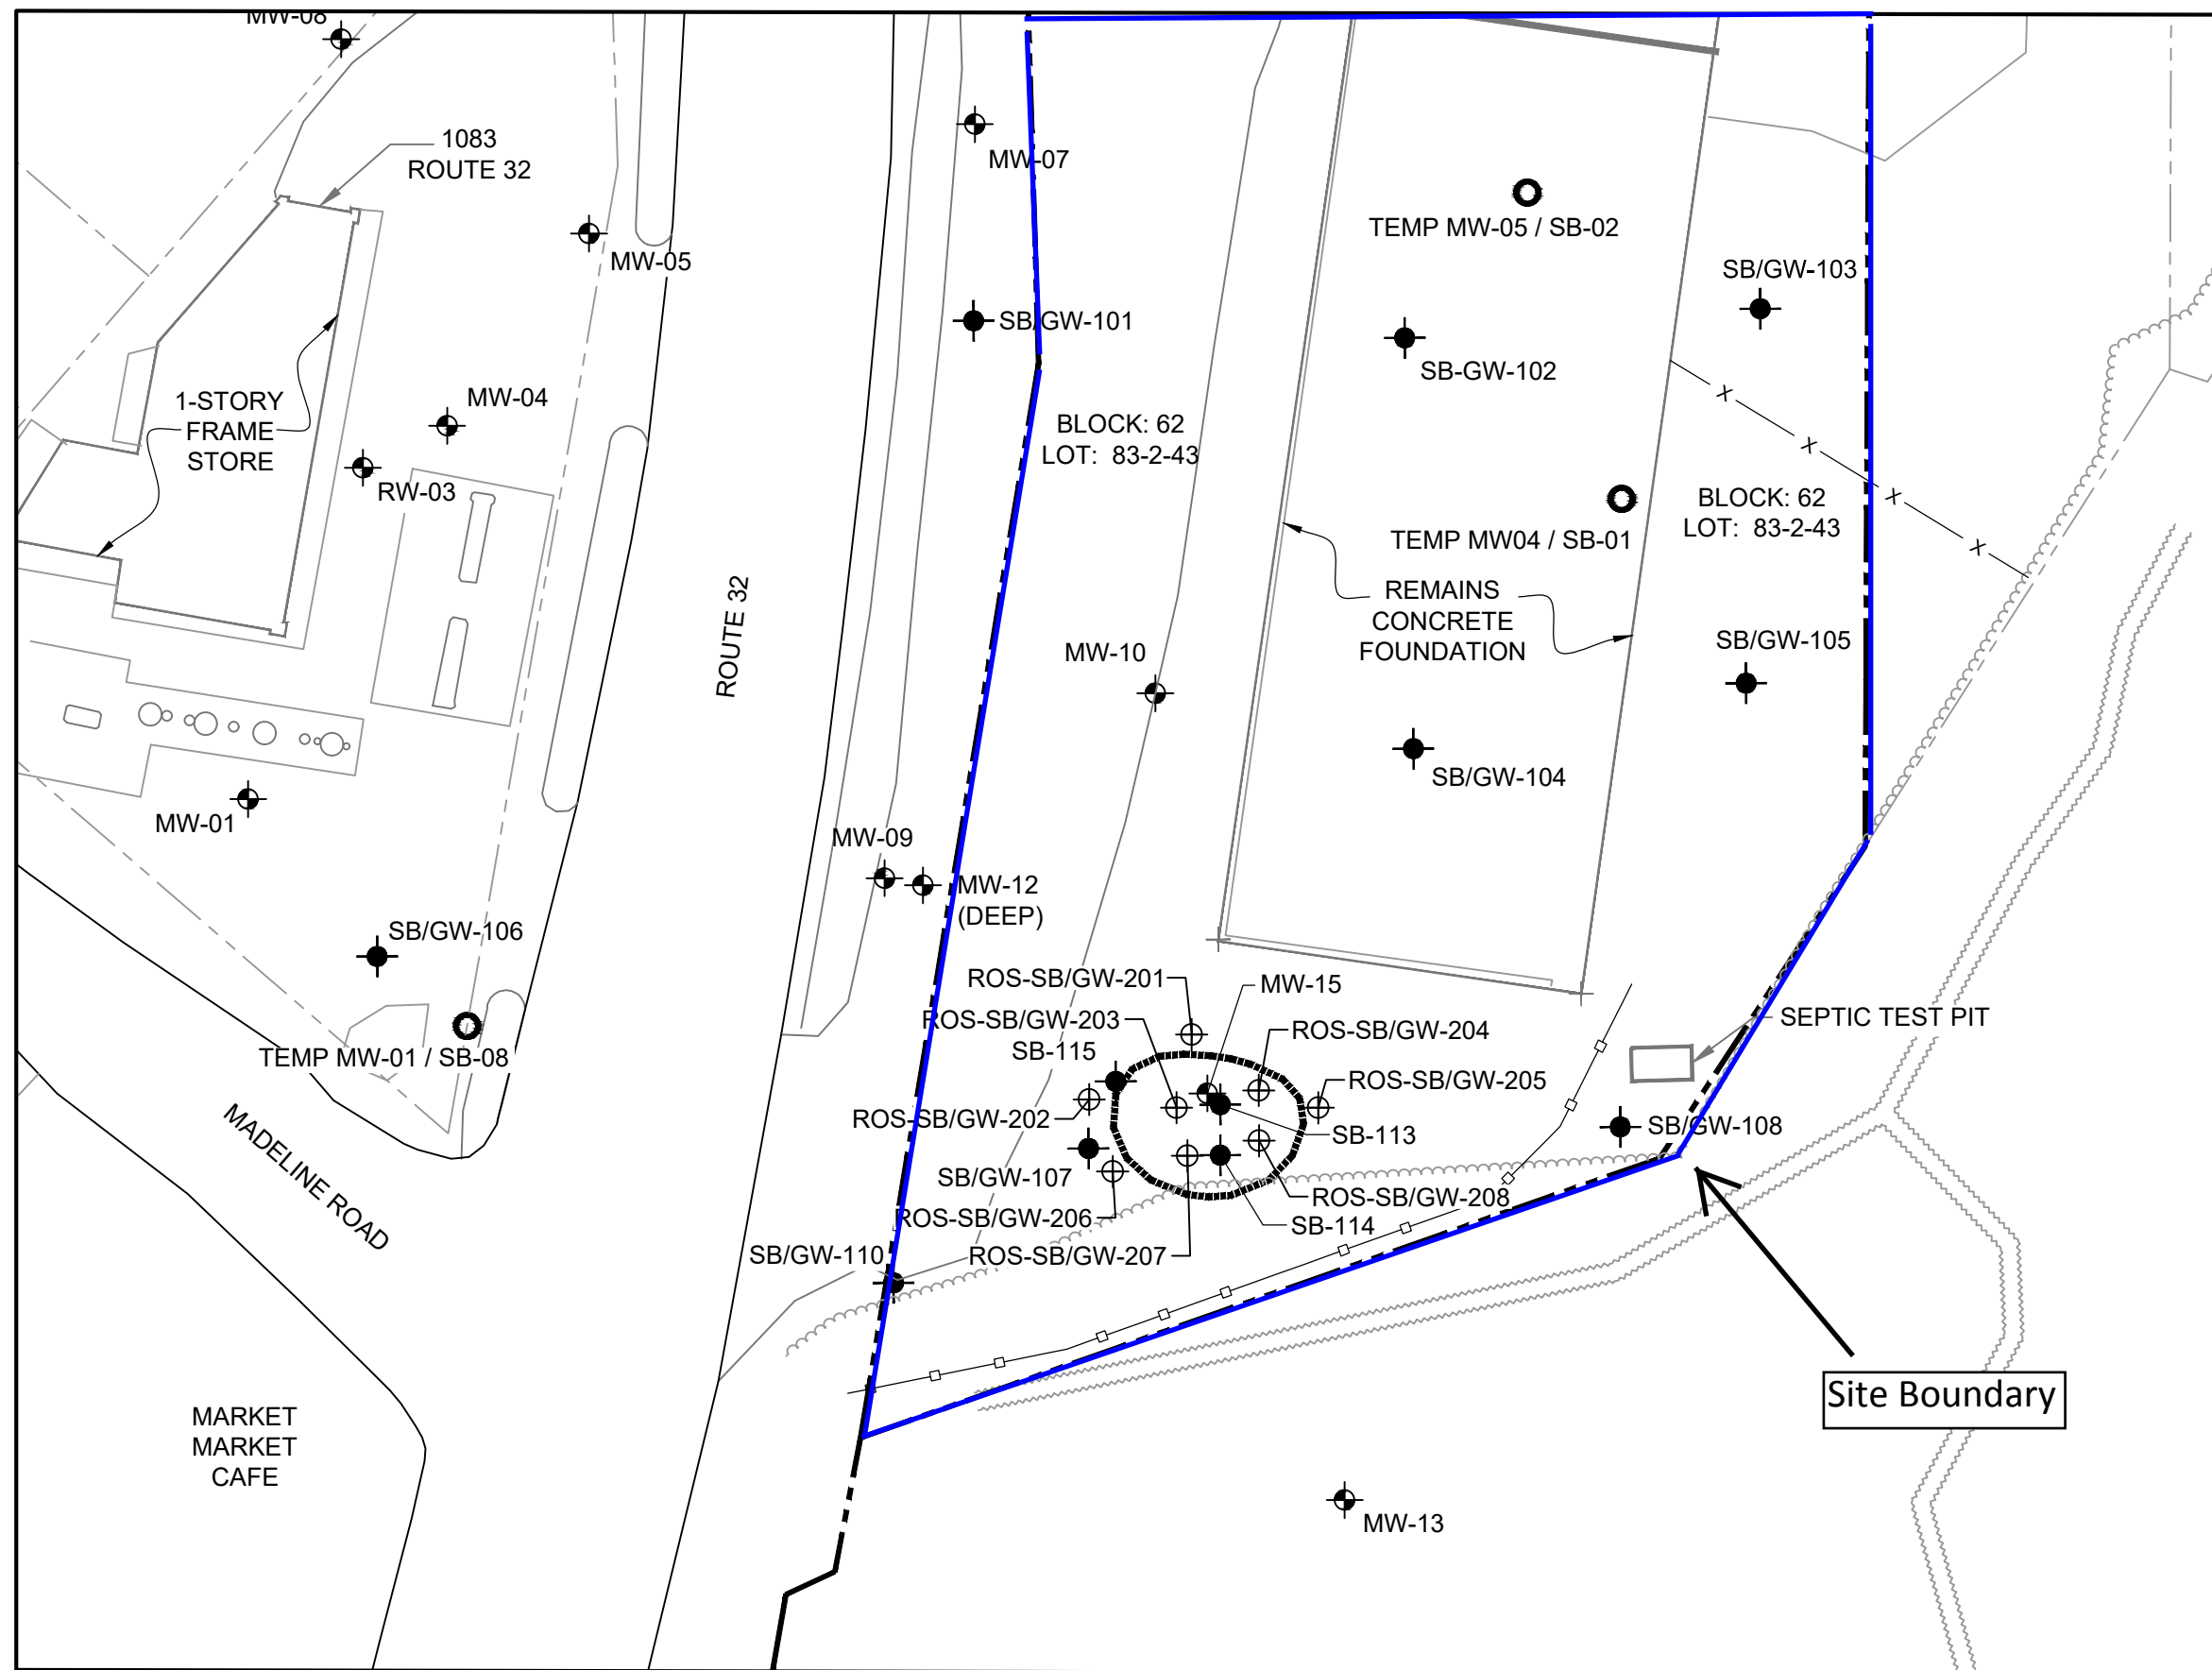 MW-08
1083
ROUTE 32
MW-07
MW-05
TEMP MW-05 / SB-02
SB/GW-103
SB/GW-101
SB-GW-102
1-STORY
FRAME
STORE
MW-04
RW-03
BLOCK: 62
LOT: 83-2-43
BLOCK: 62
LOT: 83-2-43
X
X
X
X
TEMP MW04 / SB-01
REMAINS
CONCRETE
FOUNDATION
ROUTE 32
MW-10
SB/GW-105
SB/GW-104
MW-01
MW-09
MW-12
(DEEP)
SB/GW-106
TEMP MW-01 / SB-08
ROS-SB/GW-201
MW-15
ROS-SB/GW-203
ROS-SB/GW-204
SB-115
SEPTIC TEST PIT
ROS-SB/GW-205
ROS-SB/GW-202
SB-113
SB/GW-108
SB/GW-107
ROS-SB/GW-208
ROS-SB/GW-206
SB-114
SB/GW-110
ROS-SB/GW-207
MADELINE ROAD
Site Boundary
MARKET
MARKET
CAFE
MW-13